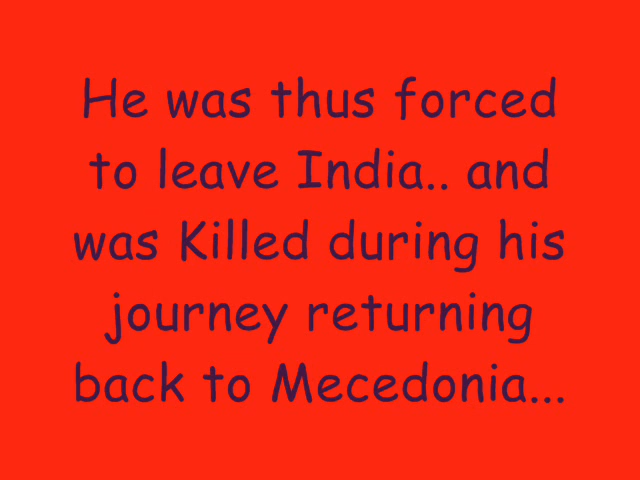 He was thus forced
to leave India.. and
was Killed during his
journey returning
back to Mecedonia...